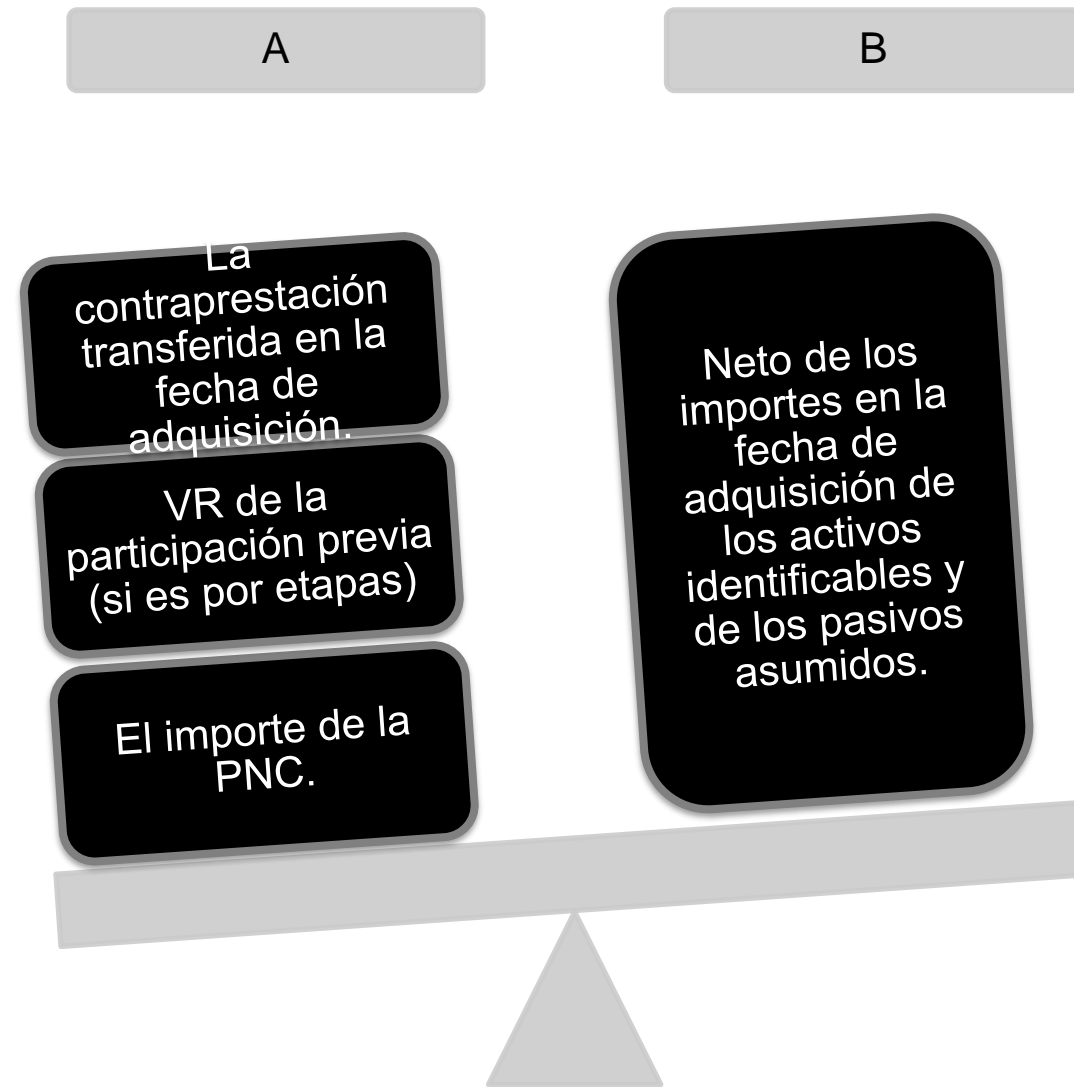 A
B
La
contraprestación
transferida en la
fecha de
adquisición.
VR de la
participación previa
(si es por etapas)
El importe de la
PNC.
Neto de los
importes en la
fecha de
adquisición de
los activos
identificables y
de los pasivos
asumidos.